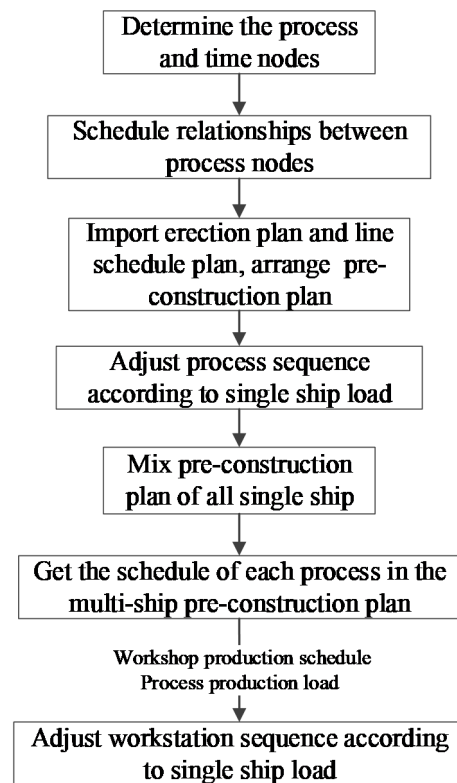 Determine the process
and time nodes
Schedule relationships between
process nodes
Import erection plan and line
schedule plan, arrange pre-
construction plan
Adjust process sequence
according to single ship load
Mix pre-construction
plan of all single ship
Get the schedule of each process in the
multi-ship pre-construction plan
Workshop production schedule
Process production load
Adjust workstation sequence according
to single ship load